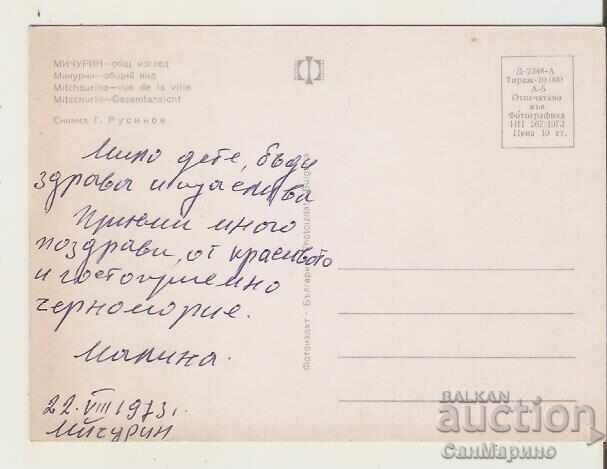 МИЧУРИН—общ изглед
Мичурин—общий вид
Mitchourine—vue de la ville
Mitschurin—Gesamtansicht
Снимка Г. Русинов
Д-2348-А
Тираж
А-5
Отпечатано
във
Фотографика
1973
Цена 10 ст.
Мило дете, бъди
здрава и щастлива
Приеми много
поздрави, от красивото
и гостоприемно
черноморие.
Малина.
22. VIII 1973 г.
Мичурин
Фотоиздат - Български
BALKAN
auction
СанМарино